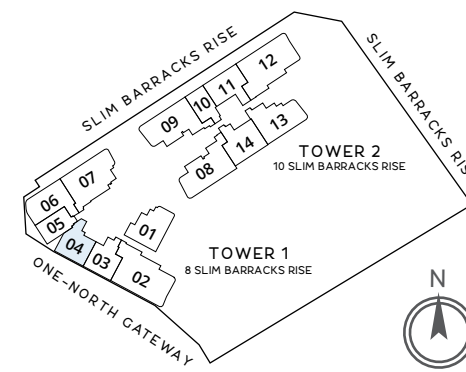 SLIM BARRACKS RISE
SLIM BARRACKS RISE
12
11
10
09
13
14
08
TOWER 2
10 SLIM BARRACKS RISE
07
06
05
04
03
02
01
TOWER 1
8 SLIM BARRACKS RISE
ONE-NORTH GATEWAY
N